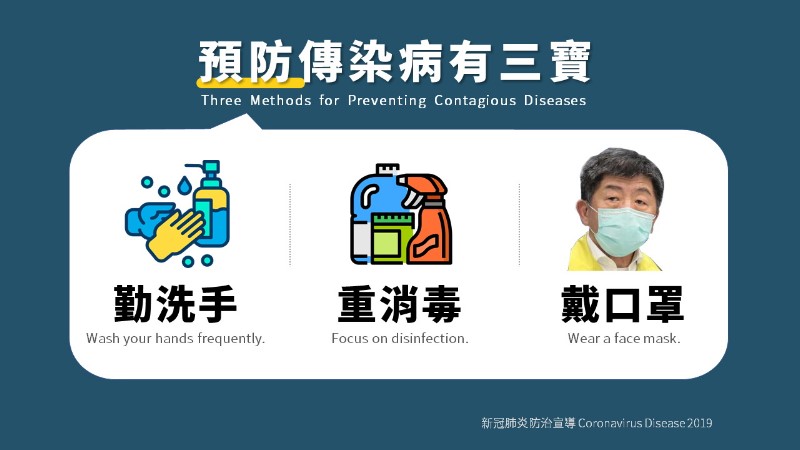 預防傳染病有三寶
Three Methods for Preventing Contagious Diseases
勤洗手
Wash your hands frequently.
重消毒
Focus on disinfection.
戴口罩
Wear a face mask.
新冠肺炎防治宣導 Coronavirus Disease 2019